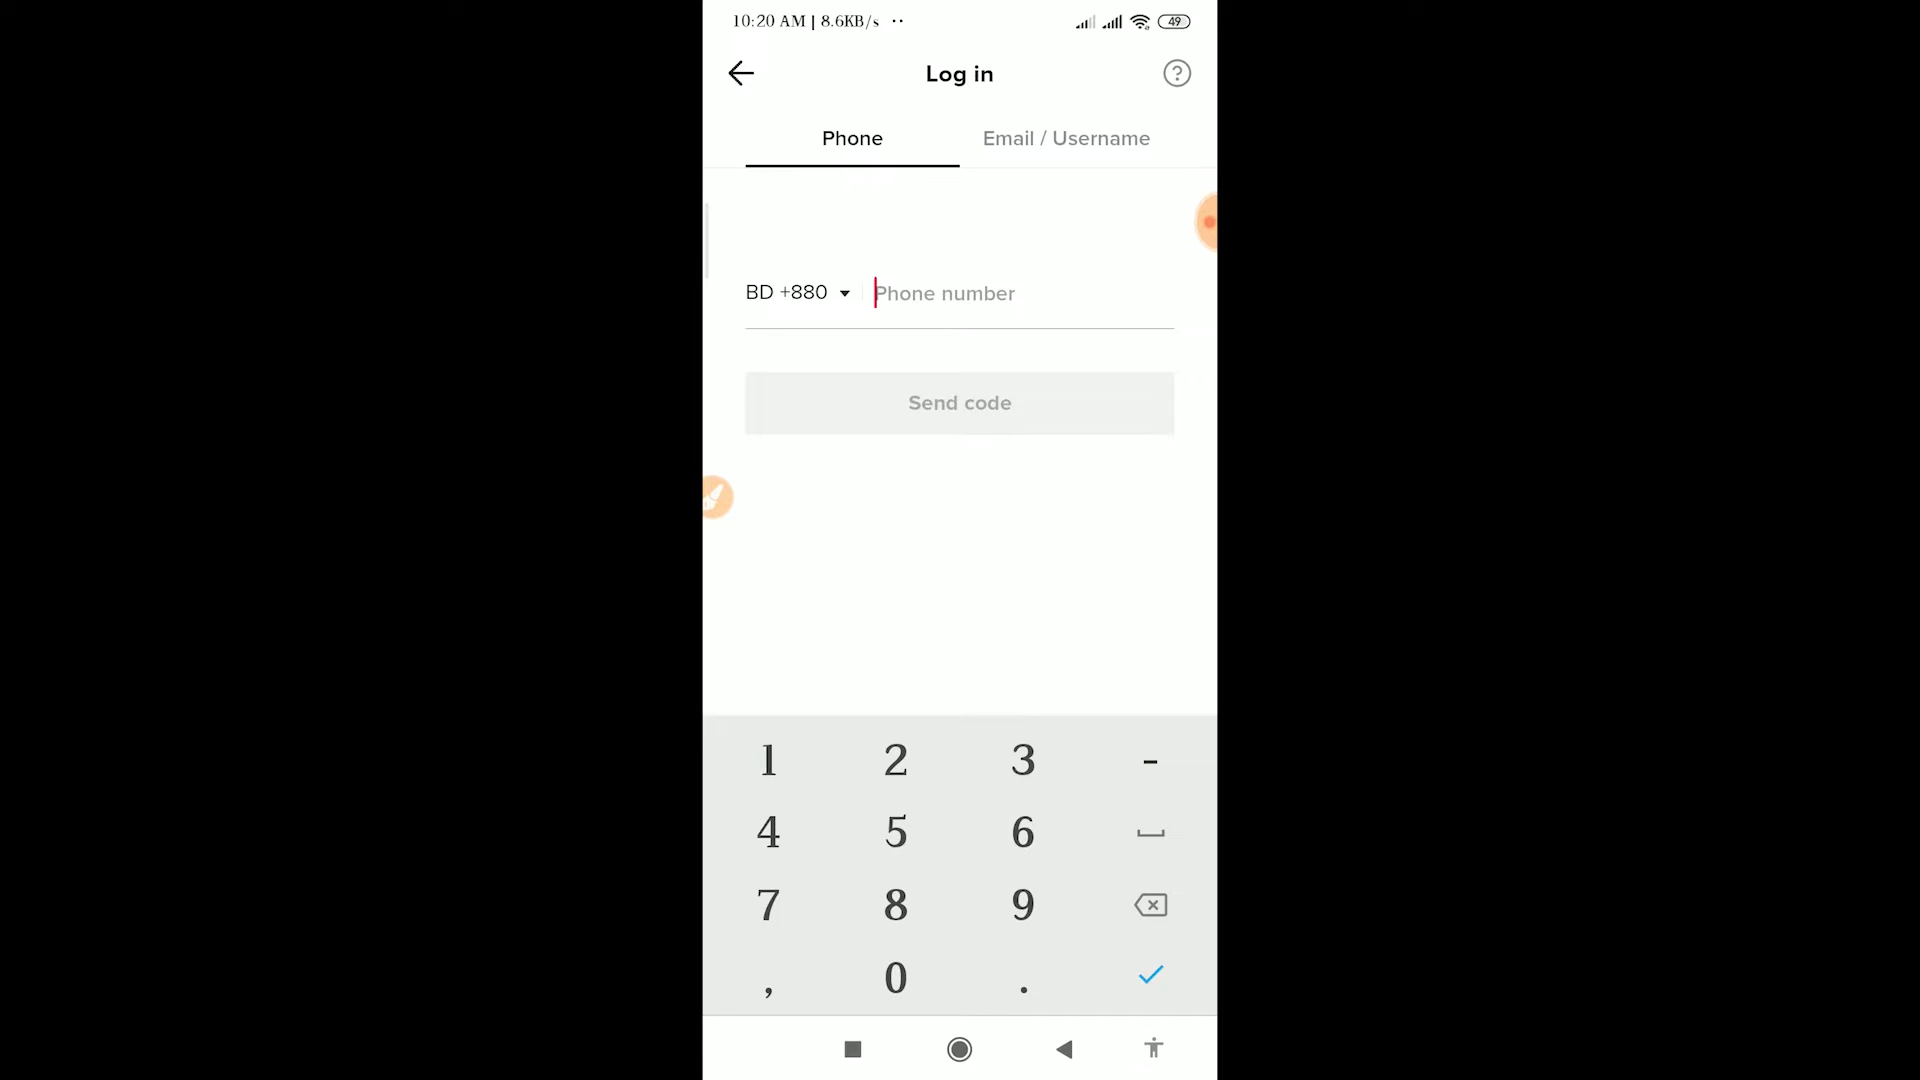 10:20 AM | 8.6KB/s ··
49
Log in
?
Phone
Email / Username
BD +880
Phone number
Send code
1 2 3 -
4 5 6
7 8 9
, 0 .